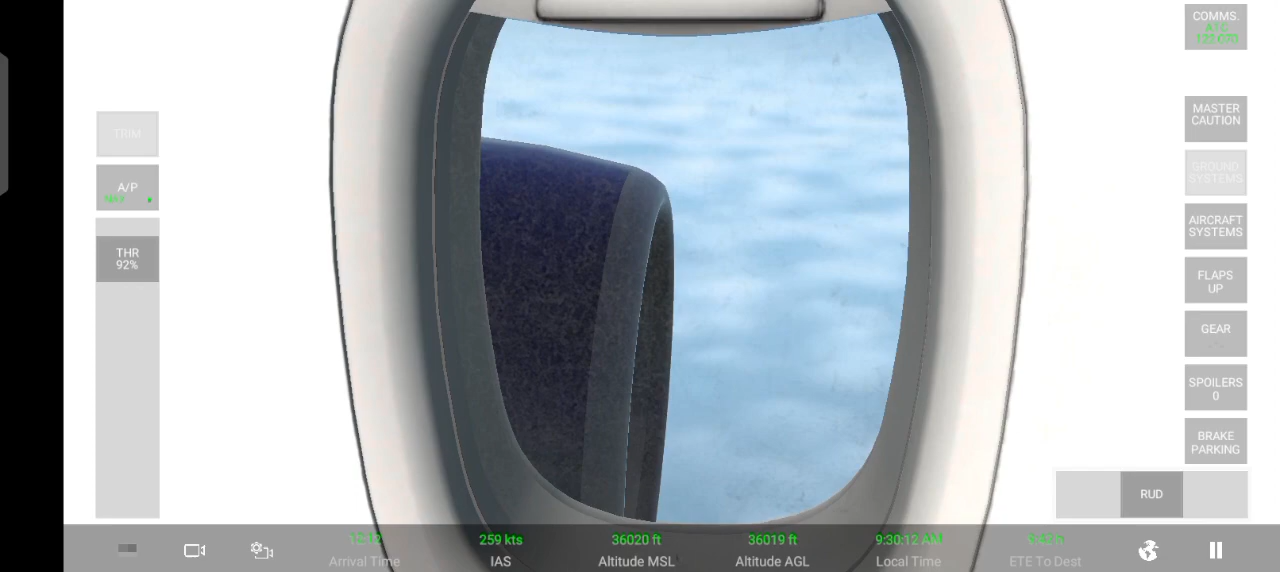 COMMS.
ATC
TRIM
MASTER
CAUTION
A/P
NAV
GROUND
SYSTEMS
AIRCRAFT
SYSTEMS
THR
92%
FLAPS
UP
GEAR
SPOILERS
0
BRAKE
PARKING
RUD
12:12
Arrival Time
259 kts
IAS
36020 ft
Altitude MSL
36019 ft
Altitude AGL
9:30:12 AM
Local Time
ETE To Dest